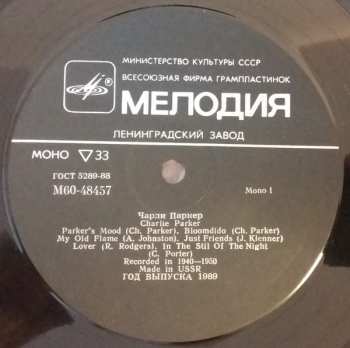 МИНИСТЕРСТВО КУЛЬТУРЫ СССР
ВСЕСОЮЗНАЯ ФИРМА ГРАМПЛАСТИНОК
МЕЛОДИЯ
ЛЕНИНГРАДСКИЙ ЗАВОД
МОНО ▽ 33
ГОСТ 5289-88
М60-48457
Mono 1
Чарли Паркер
Charlie Parker
Parker's Mood (Ch. Parker), Bloomdido (Ch. Parker)
My Old Flame (A. Johnston), Just Friends (J. Klenner)
Lover (R. Rodgers), In The Stil Of The Night
(C. Porter)
Recorded in 1940—1950
Made in USSR
ГОД ВЫПУСКА 1989